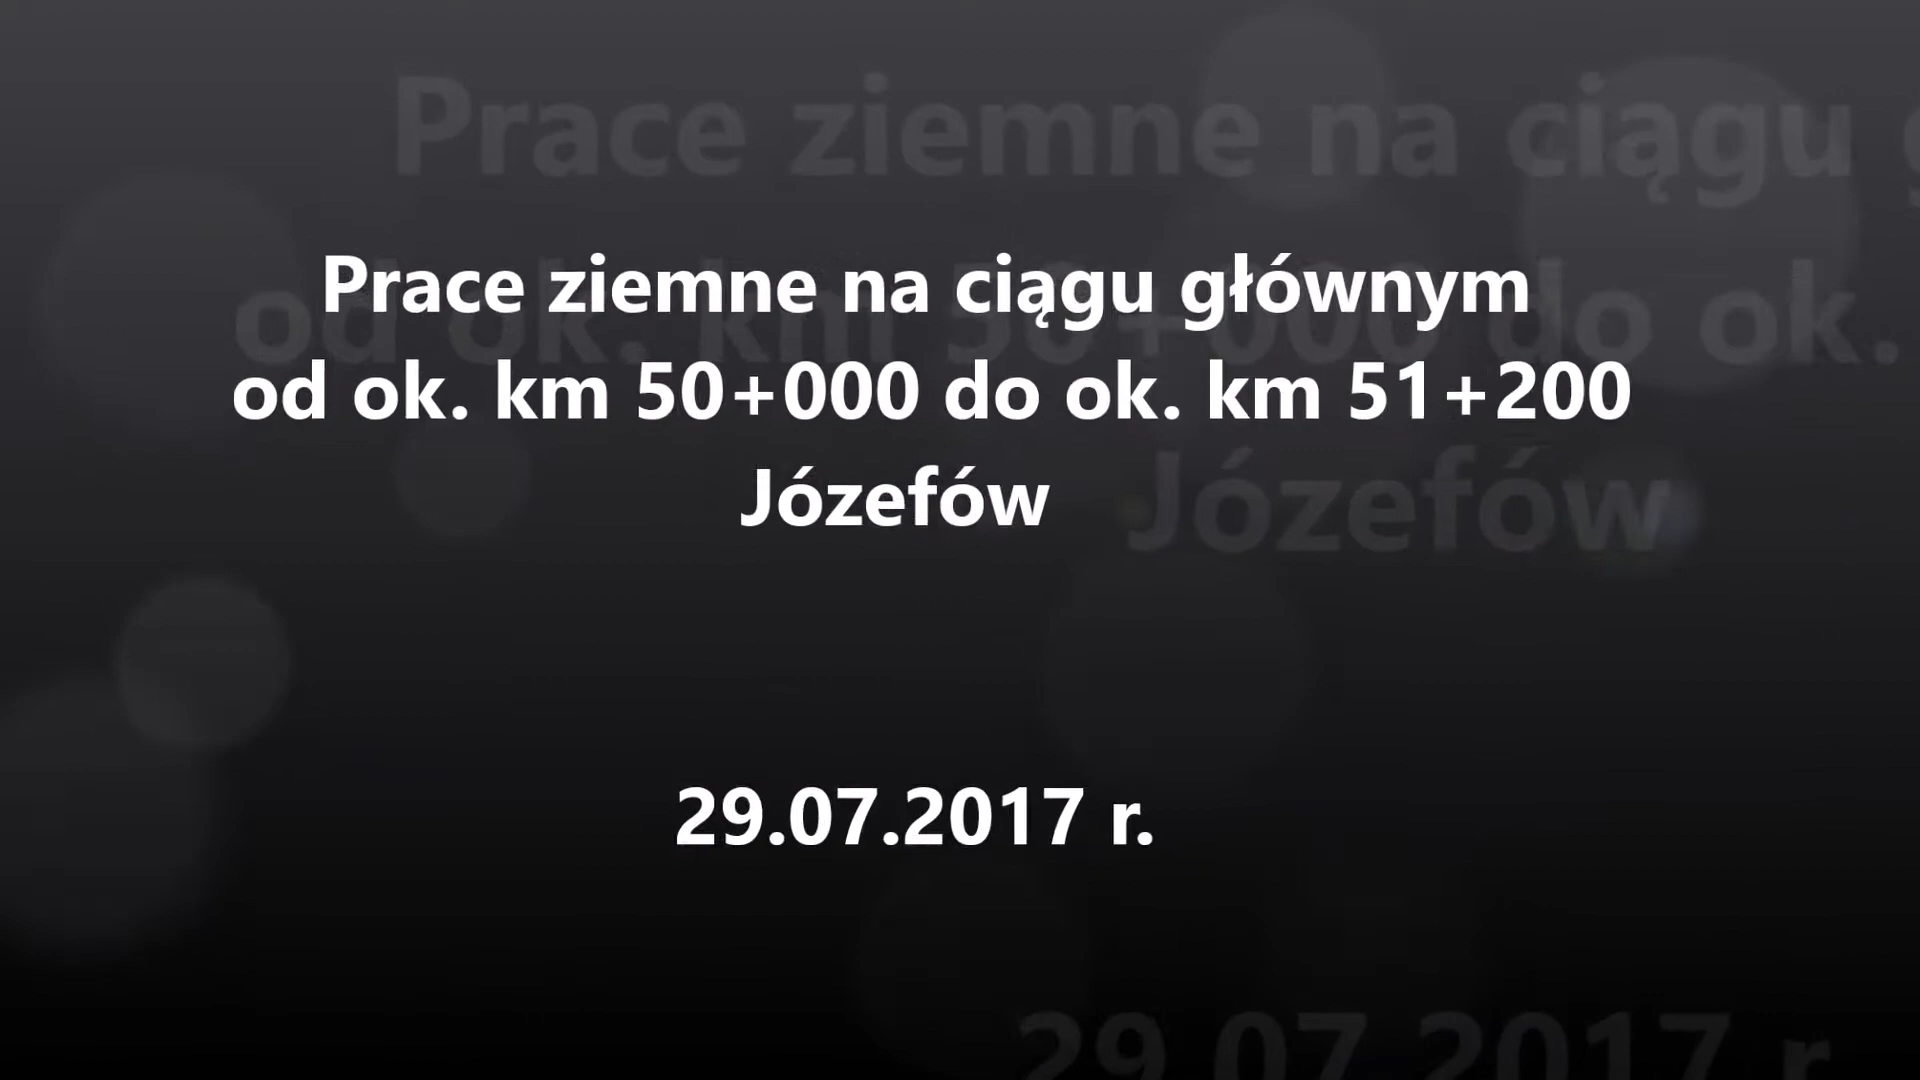 Prace ziemne na ciągu głównym
od ok. km 50+000 do ok. km 51+200
Józefów
29.07.2017 r.